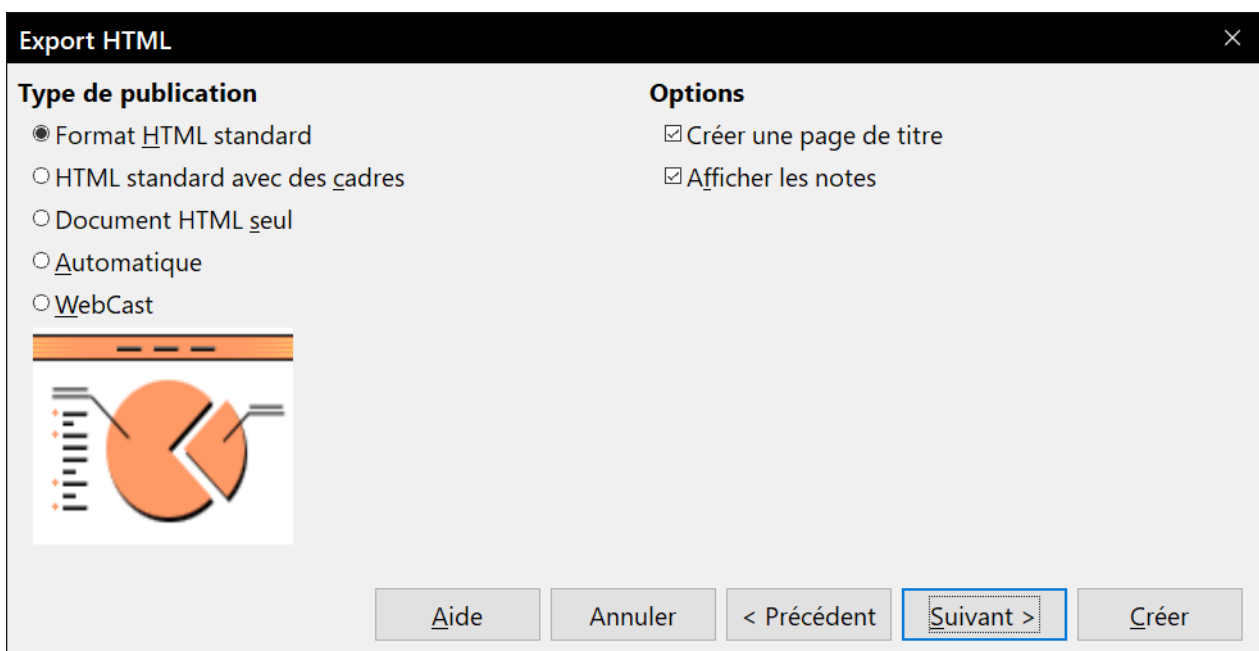 Export HTML
Type de publication
Format HTML standard
HTML standard avec des cadres
Document HTML seul
Automatique
WebCast
Options
Créer une page de titre
Afficher les notes
Aide
Annuler
< Précédent
Suivant >
Créer